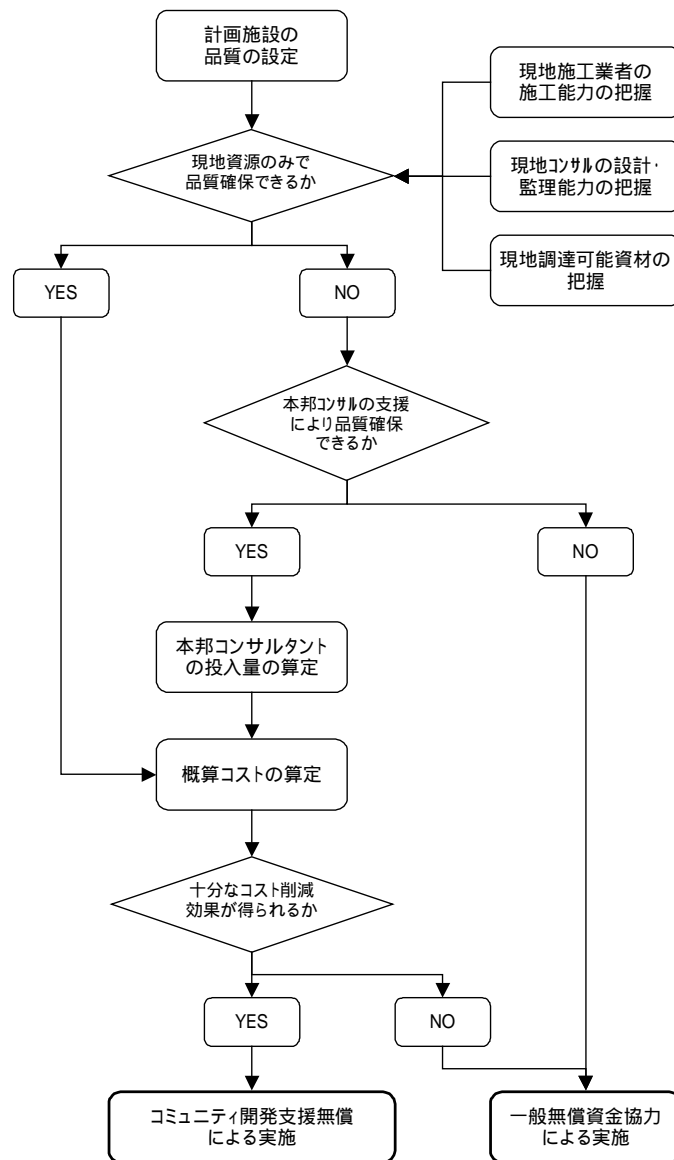 計画施設の
品質の設定
現地施工業者の
施工能力の把握
現地資源のみで
品質確保できるか
現地ｺﾝｻﾙの設計・
監理能力の把握
現地調達可能資材の
把握
YES
NO
本邦ｺﾝｻﾙの支援
により品質確保
できるか
YES
NO
本邦コンサルタント
の投入量の算定
概算コストの算定
十分なコスト削減
効果が得られるか
YES
NO
コミュニティ開発支援無償
による実施
一般無償資金協力
による実施